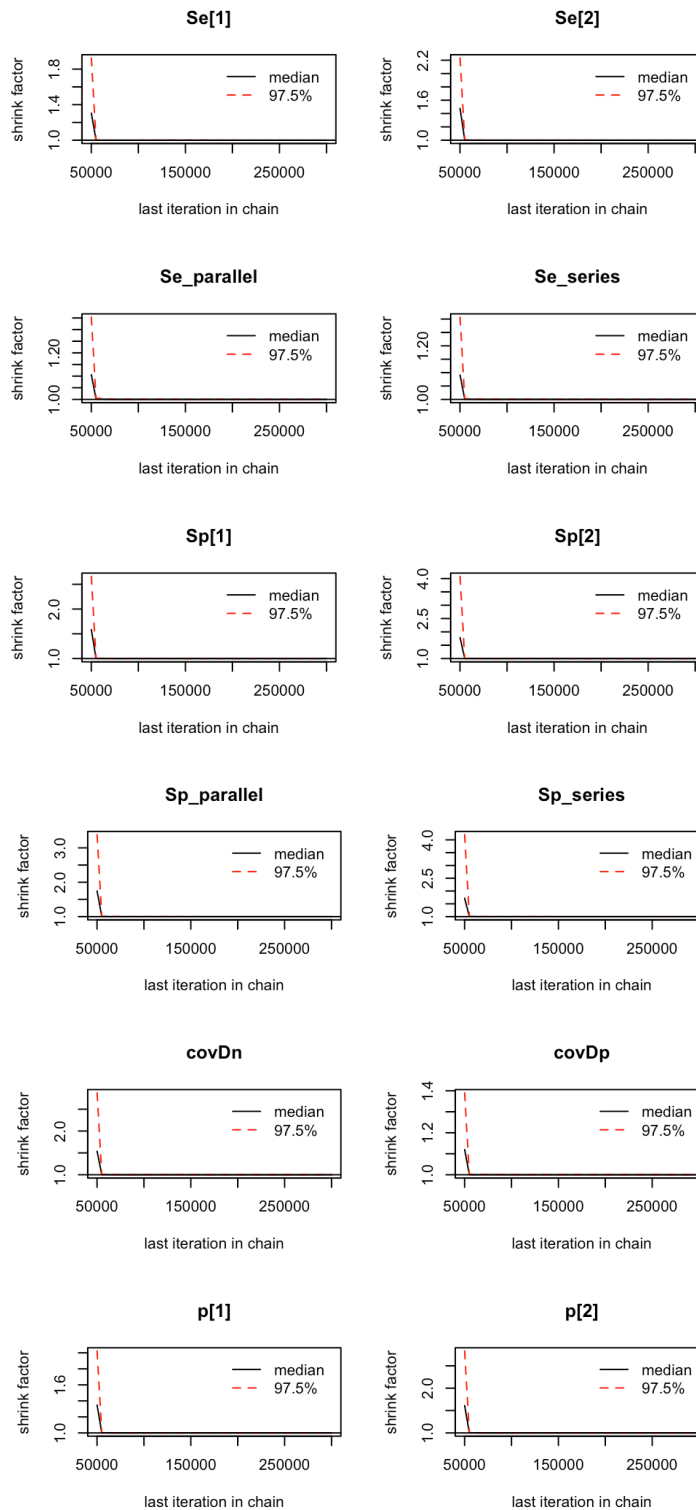 Se[1]
shrink factor
1.0 1.4 1.8
median
97.5%
50000 150000 250000
last iteration in chain
Se[2]
shrink factor
1.0 1.6 2.2
median
97.5%
50000 150000 250000
last iteration in chain
Se_parallel
shrink factor
1.00 1.20
median
97.5%
50000 150000 250000
last iteration in chain
Se_series
shrink factor
1.00 1.20
median
97.5%
50000 150000 250000
last iteration in chain
Sp[1]
shrink factor
1.0 2.0
median
97.5%
50000 150000 250000
last iteration in chain
Sp[2]
shrink factor
1.0 2.5 4.0
median
97.5%
50000 150000 250000
last iteration in chain
Sp_parallel
shrink factor
1.0 2.0 3.0
median
97.5%
50000 150000 250000
last iteration in chain
Sp_series
shrink factor
1.0 2.5 4.0
median
97.5%
50000 150000 250000
last iteration in chain
covDn
shrink factor
1.0 2.0
median
97.5%
50000 150000 250000
last iteration in chain
covDp
shrink factor
1.0 1.2 1.4
median
97.5%
50000 150000 250000
last iteration in chain
p[1]
shrink factor
1.0 1.6
median
97.5%
50000 150000 250000
last iteration in chain
p[2]
shrink factor
1.0 2.0
median
97.5%
50000 150000 250000
last iteration in chain